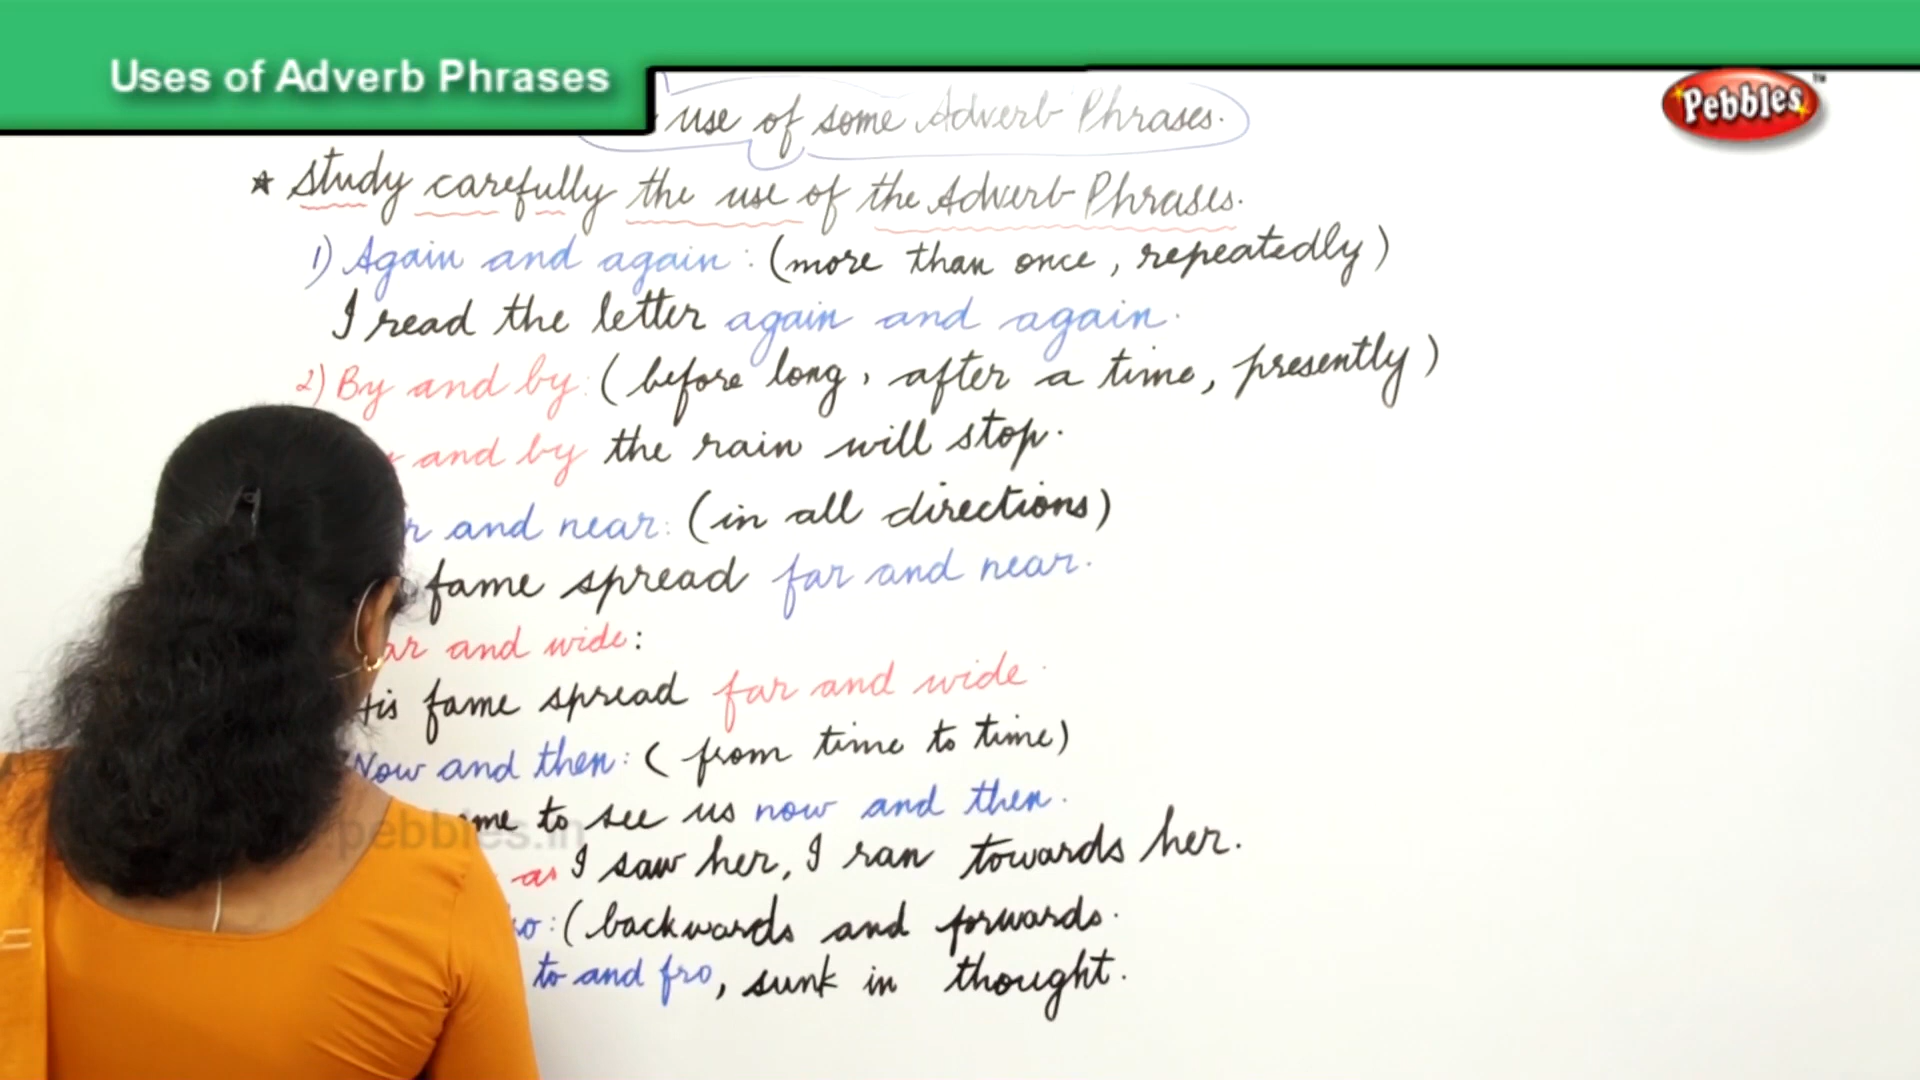 Uses of Adverb Phrases
Pebbles™
use of some Adverb Phrases.
★ Study carefully the use of the Adverb Phrases.
1) Again and again: (more than once, repeatedly)
I read the letter again and again.
2) By and by: (before long, after a time, presently)
and by the rain will stop.
and near: (in all directions)
fame spread far and near.
and wide:
His fame spread far and wide.
Now and then: (from time to time)
to see us now and then.
pebbles.in
as I saw her, I ran towards her.
(backwards and forwards.
to and fro, sunk in thought.